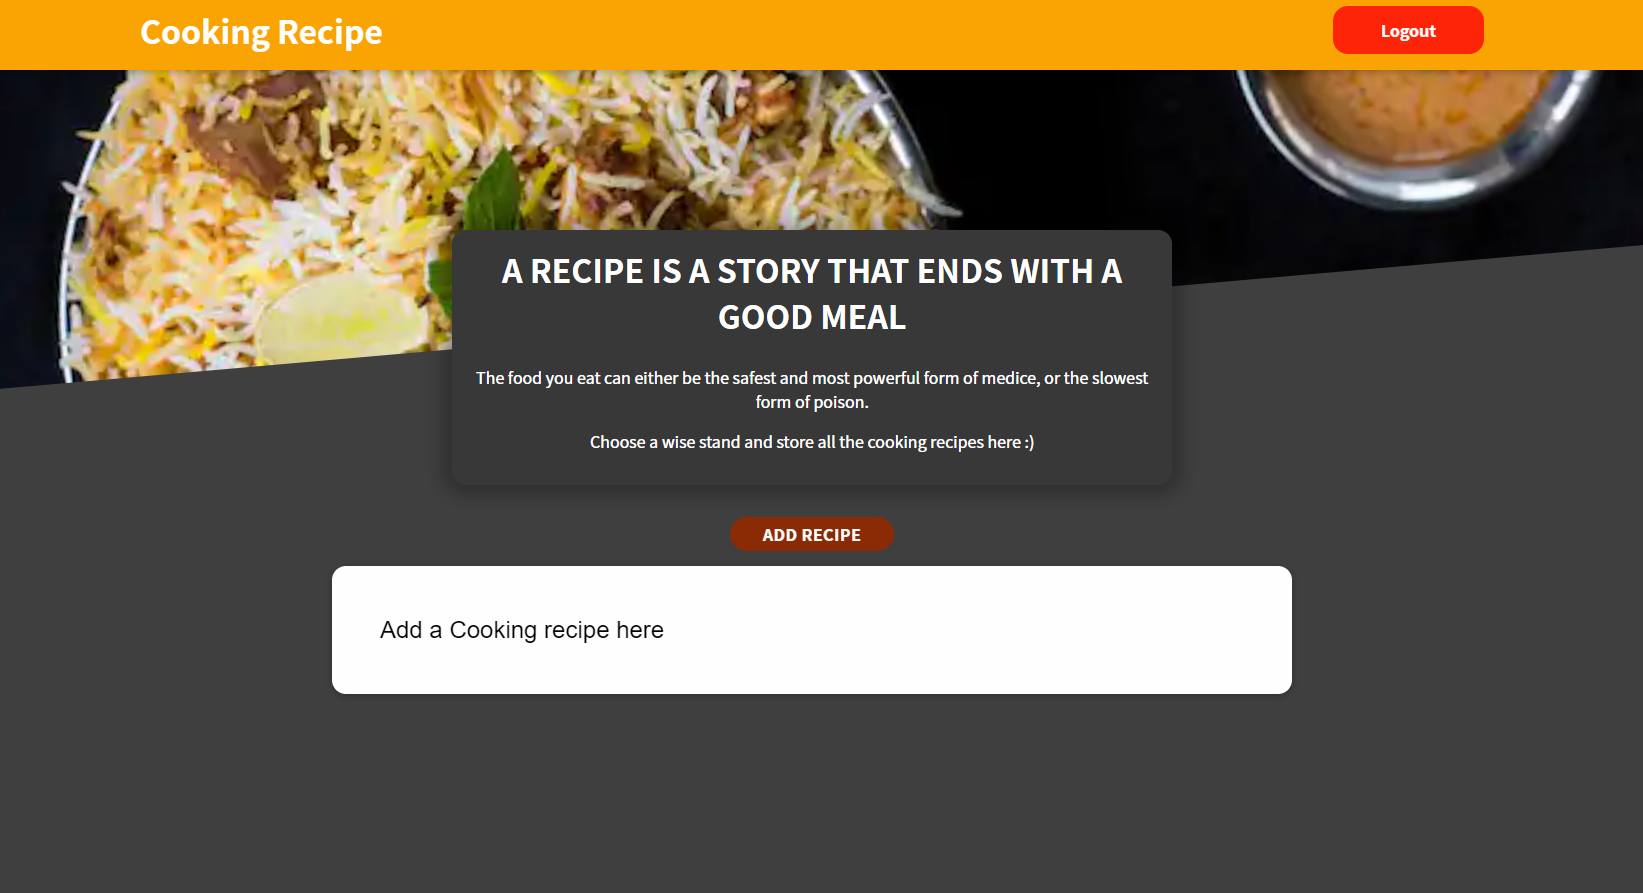 Cooking Recipe
Logout
A RECIPE IS A STORY THAT ENDS WITH A
GOOD MEAL
The food you eat can either be the safest and most powerful form of medice, or the slowest
form of poison.
Choose a wise stand and store all the cooking recipes here :)
ADD RECIPE
Add a Cooking recipe here